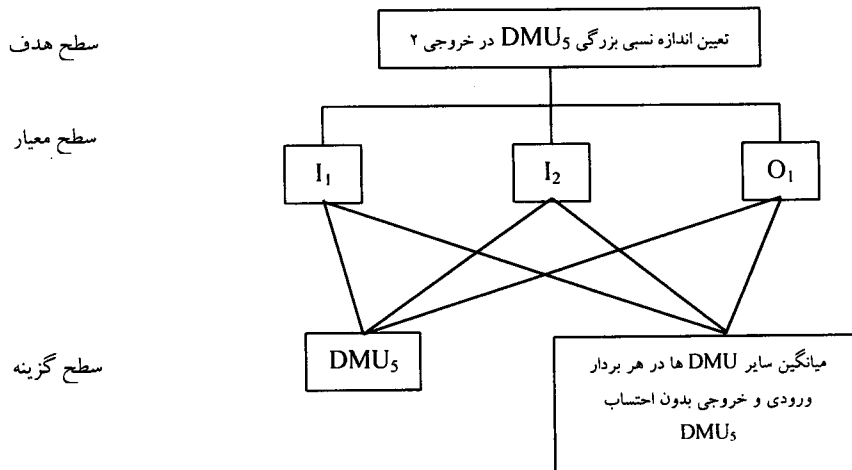 سطح هدف
تعیین اندازه نسبی بزرگی DMU5 در خروجی ۲
سطح معیار
I1
I2
O1
سطح گزینه
DMU5
میانگین سایر DMU ها در هر بردار
ورودی و خروجی بدون احتساب
DMU5